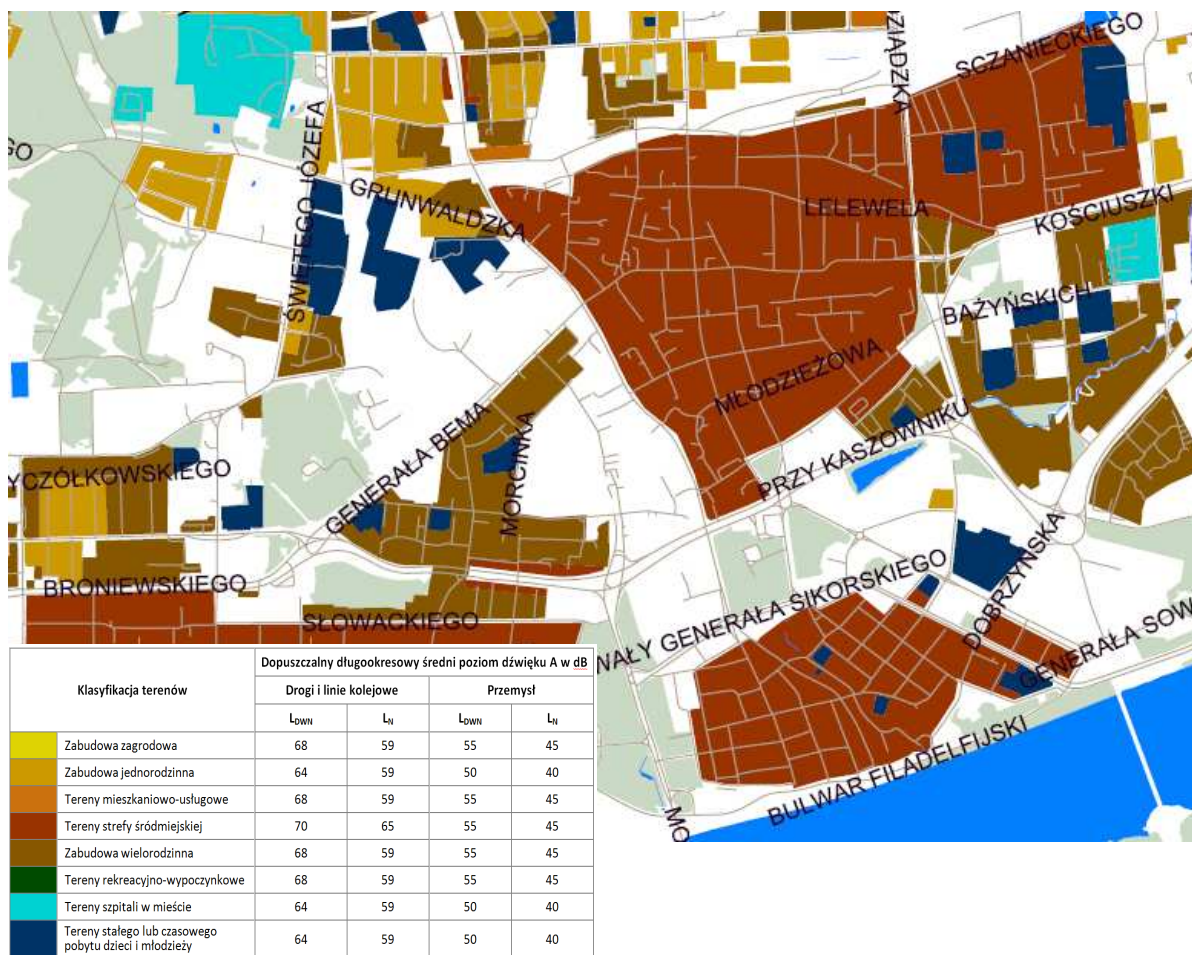 SCZANIECKIEGO
DZIĄDZKA
GO
ŚWIĘTEGO JÓZEFA
GRUNWALDZKA
LELEWELA
KOŚCIUSZKI
BAŻYŃSKICH
MŁODZIEŻOWA
GENERAŁA BEMA
MORCINKA
PRZY KASZOWNIKU
YCZÓŁKOWSKIEGO
BRONIEWSKIEGO
SŁOWACKIEGO
WAŁY GENERAŁA SIKORSKIEGO
DOBRZYŃSKA
GENERAŁA SOW
BULWAR FILADELFIJSKI
MO
Klasyfikacja terenów
Dopuszczalny długookresowy średni poziom dźwięku A w dB
Drogi i linie kolejowe Przemysł
LDWN LN LDWN LN
Zabudowa zagrodowa 68 59 55 45
Zabudowa jednorodzinna 64 59 50 40
Tereny mieszkaniowo-usługowe 68 59 55 45
Tereny strefy śródmiejskiej 70 65 55 45
Zabudowa wielorodzinna 68 59 55 45
Tereny rekreacyjno-wypoczynkowe 68 59 55 45
Tereny szpitali w mieście 64 59 50 40
Tereny stałego lub czasowego
pobytu dzieci i młodzieży 64 59 50 40